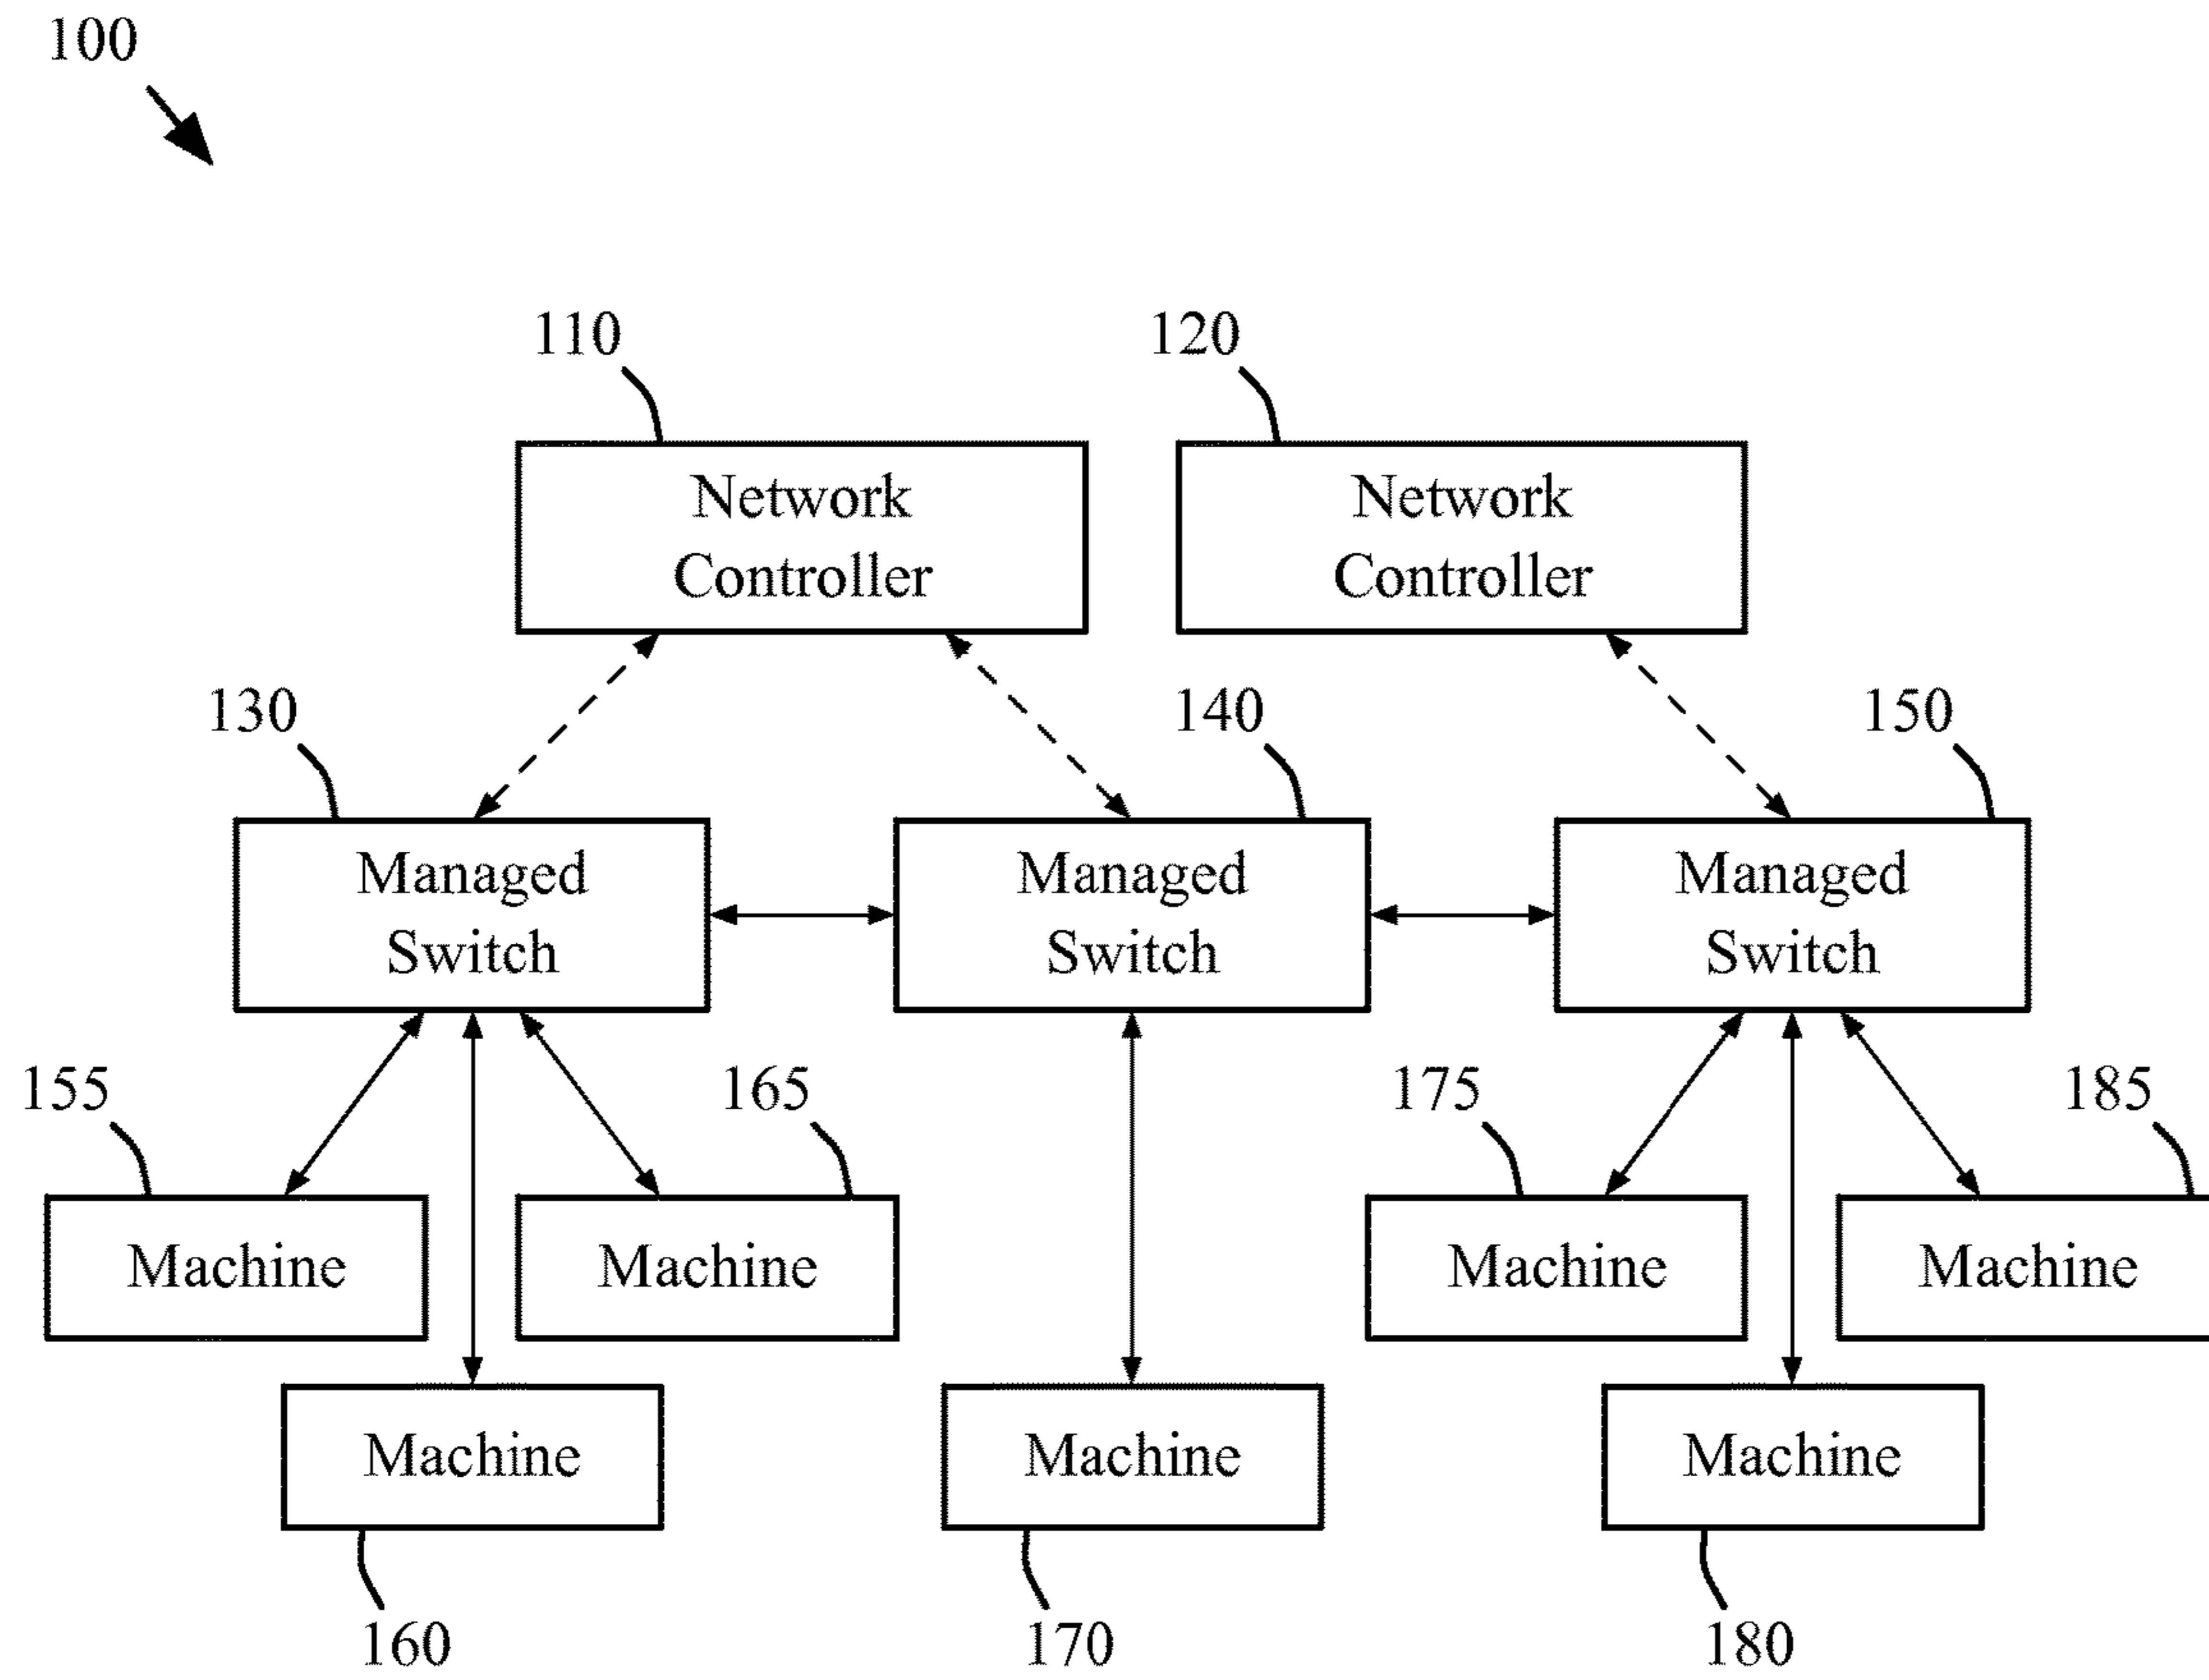 100
110
120
Network
Controller
Network
Controller
130
140
150
Managed
Switch
Managed
Switch
Managed
Switch
155
165
175
185
Machine
Machine
Machine
Machine
Machine
Machine
Machine
160
170
180